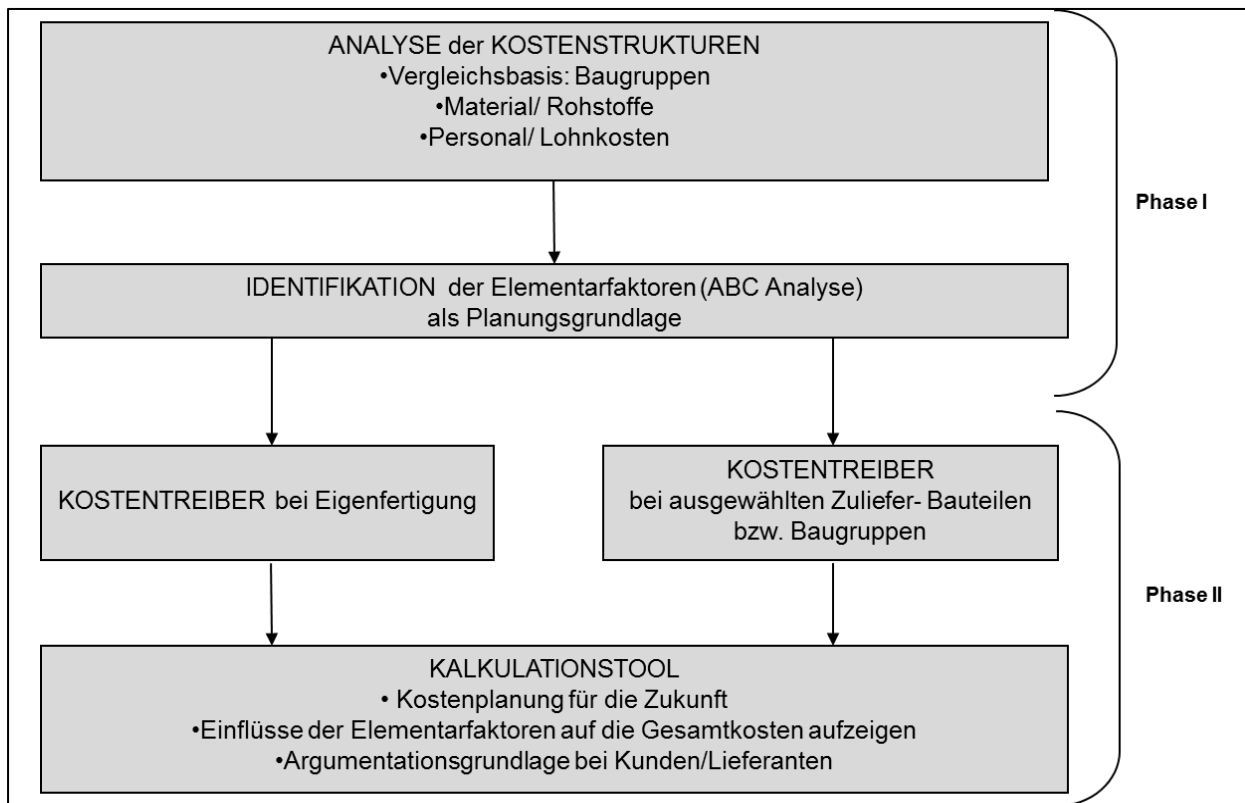 ANALYSE der KOSTENSTRUKTUREN
•Vergleichsbasis: Baugruppen
•Material/ Rohstoffe
•Personal/ Lohnkosten
Phase I
IDENTIFIKATION der Elementarfaktoren (ABC Analyse)
als Planungsgrundlage
KOSTENTREIBER bei Eigenfertigung
KOSTENTREIBER
bei ausgewählten Zuliefer- Bauteilen
bzw. Baugruppen
Phase II
KALKULATIONSTOOL
• Kostenplanung für die Zukunft
•Einflüsse der Elementarfaktoren auf die Gesamtkosten aufzeigen
•Argumentationsgrundlage bei Kunden/Lieferanten